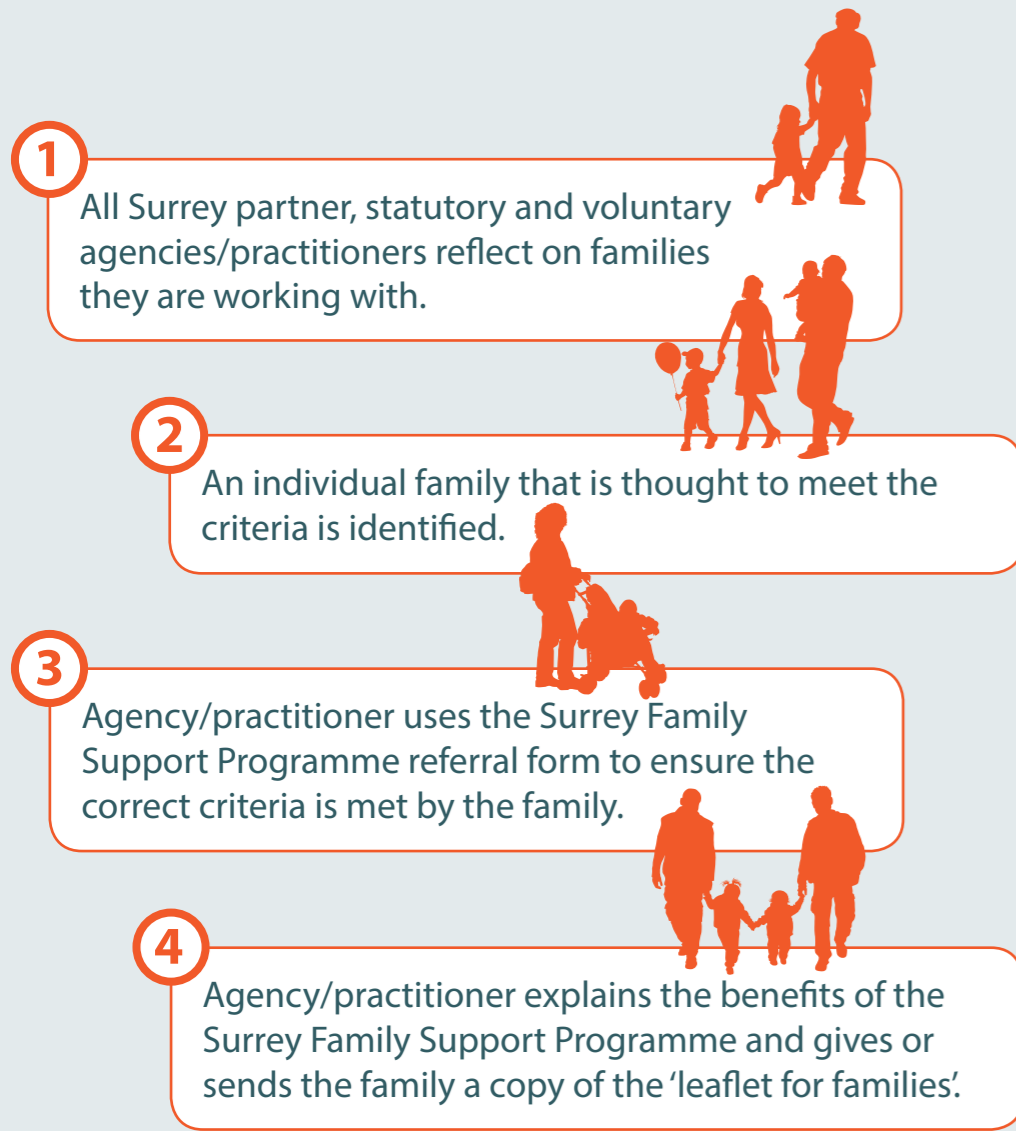 1
All Surrey partner, statutory and voluntary
agencies/practitioners reflect on families
they are working with.
2
An individual family that is thought to meet the
criteria is identified.
3
Agency/practitioner uses the Surrey Family
Support Programme referral form to ensure the
correct criteria is met by the family.
4
Agency/practitioner explains the benefits of the
Surrey Family Support Programme and gives or
sends the family a copy of the ‘leaflet for families’.